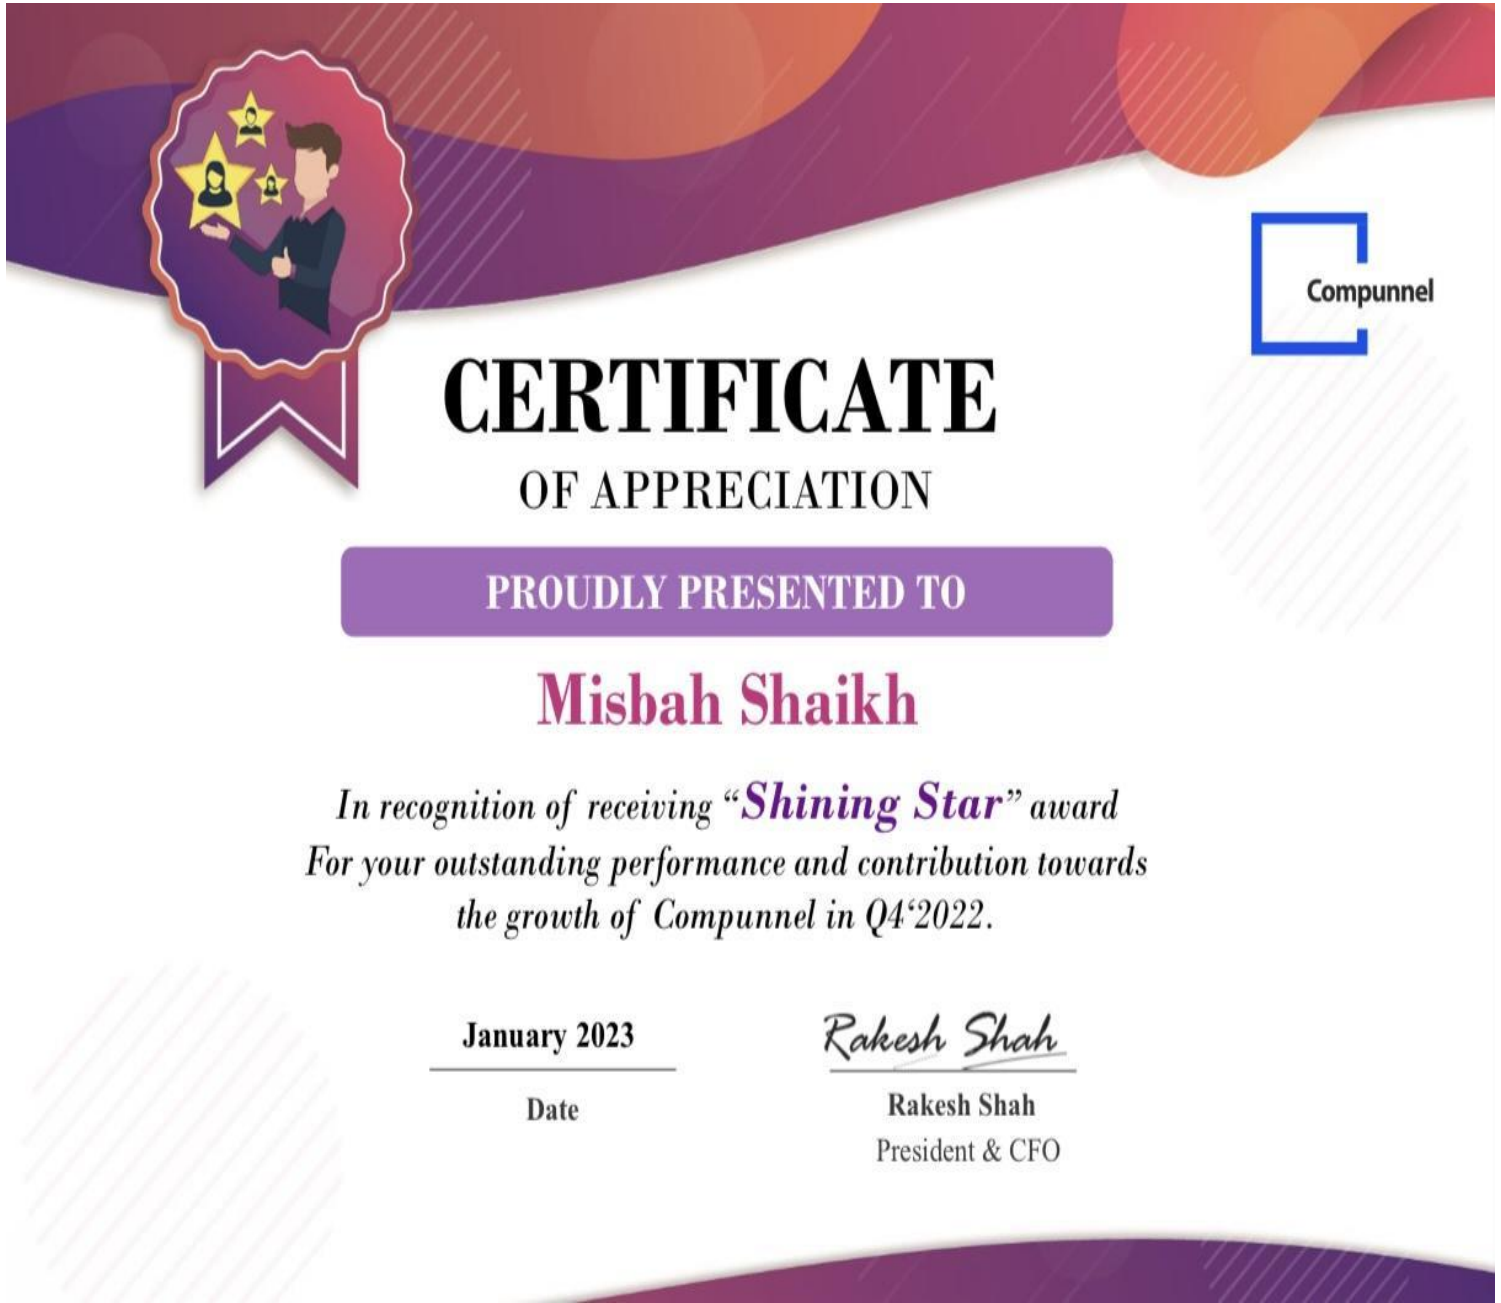 Compunnel
CERTIFICATE
OF APPRECIATION
PROUDLY PRESENTED TO
Misbah Shaikh
In recognition of receiving “Shining Star” award
For your outstanding performance and contribution towards
the growth of Compunnel in Q4‘2022.
January 2023
Date
Rakesh Shah
Rakesh Shah
President & CFO